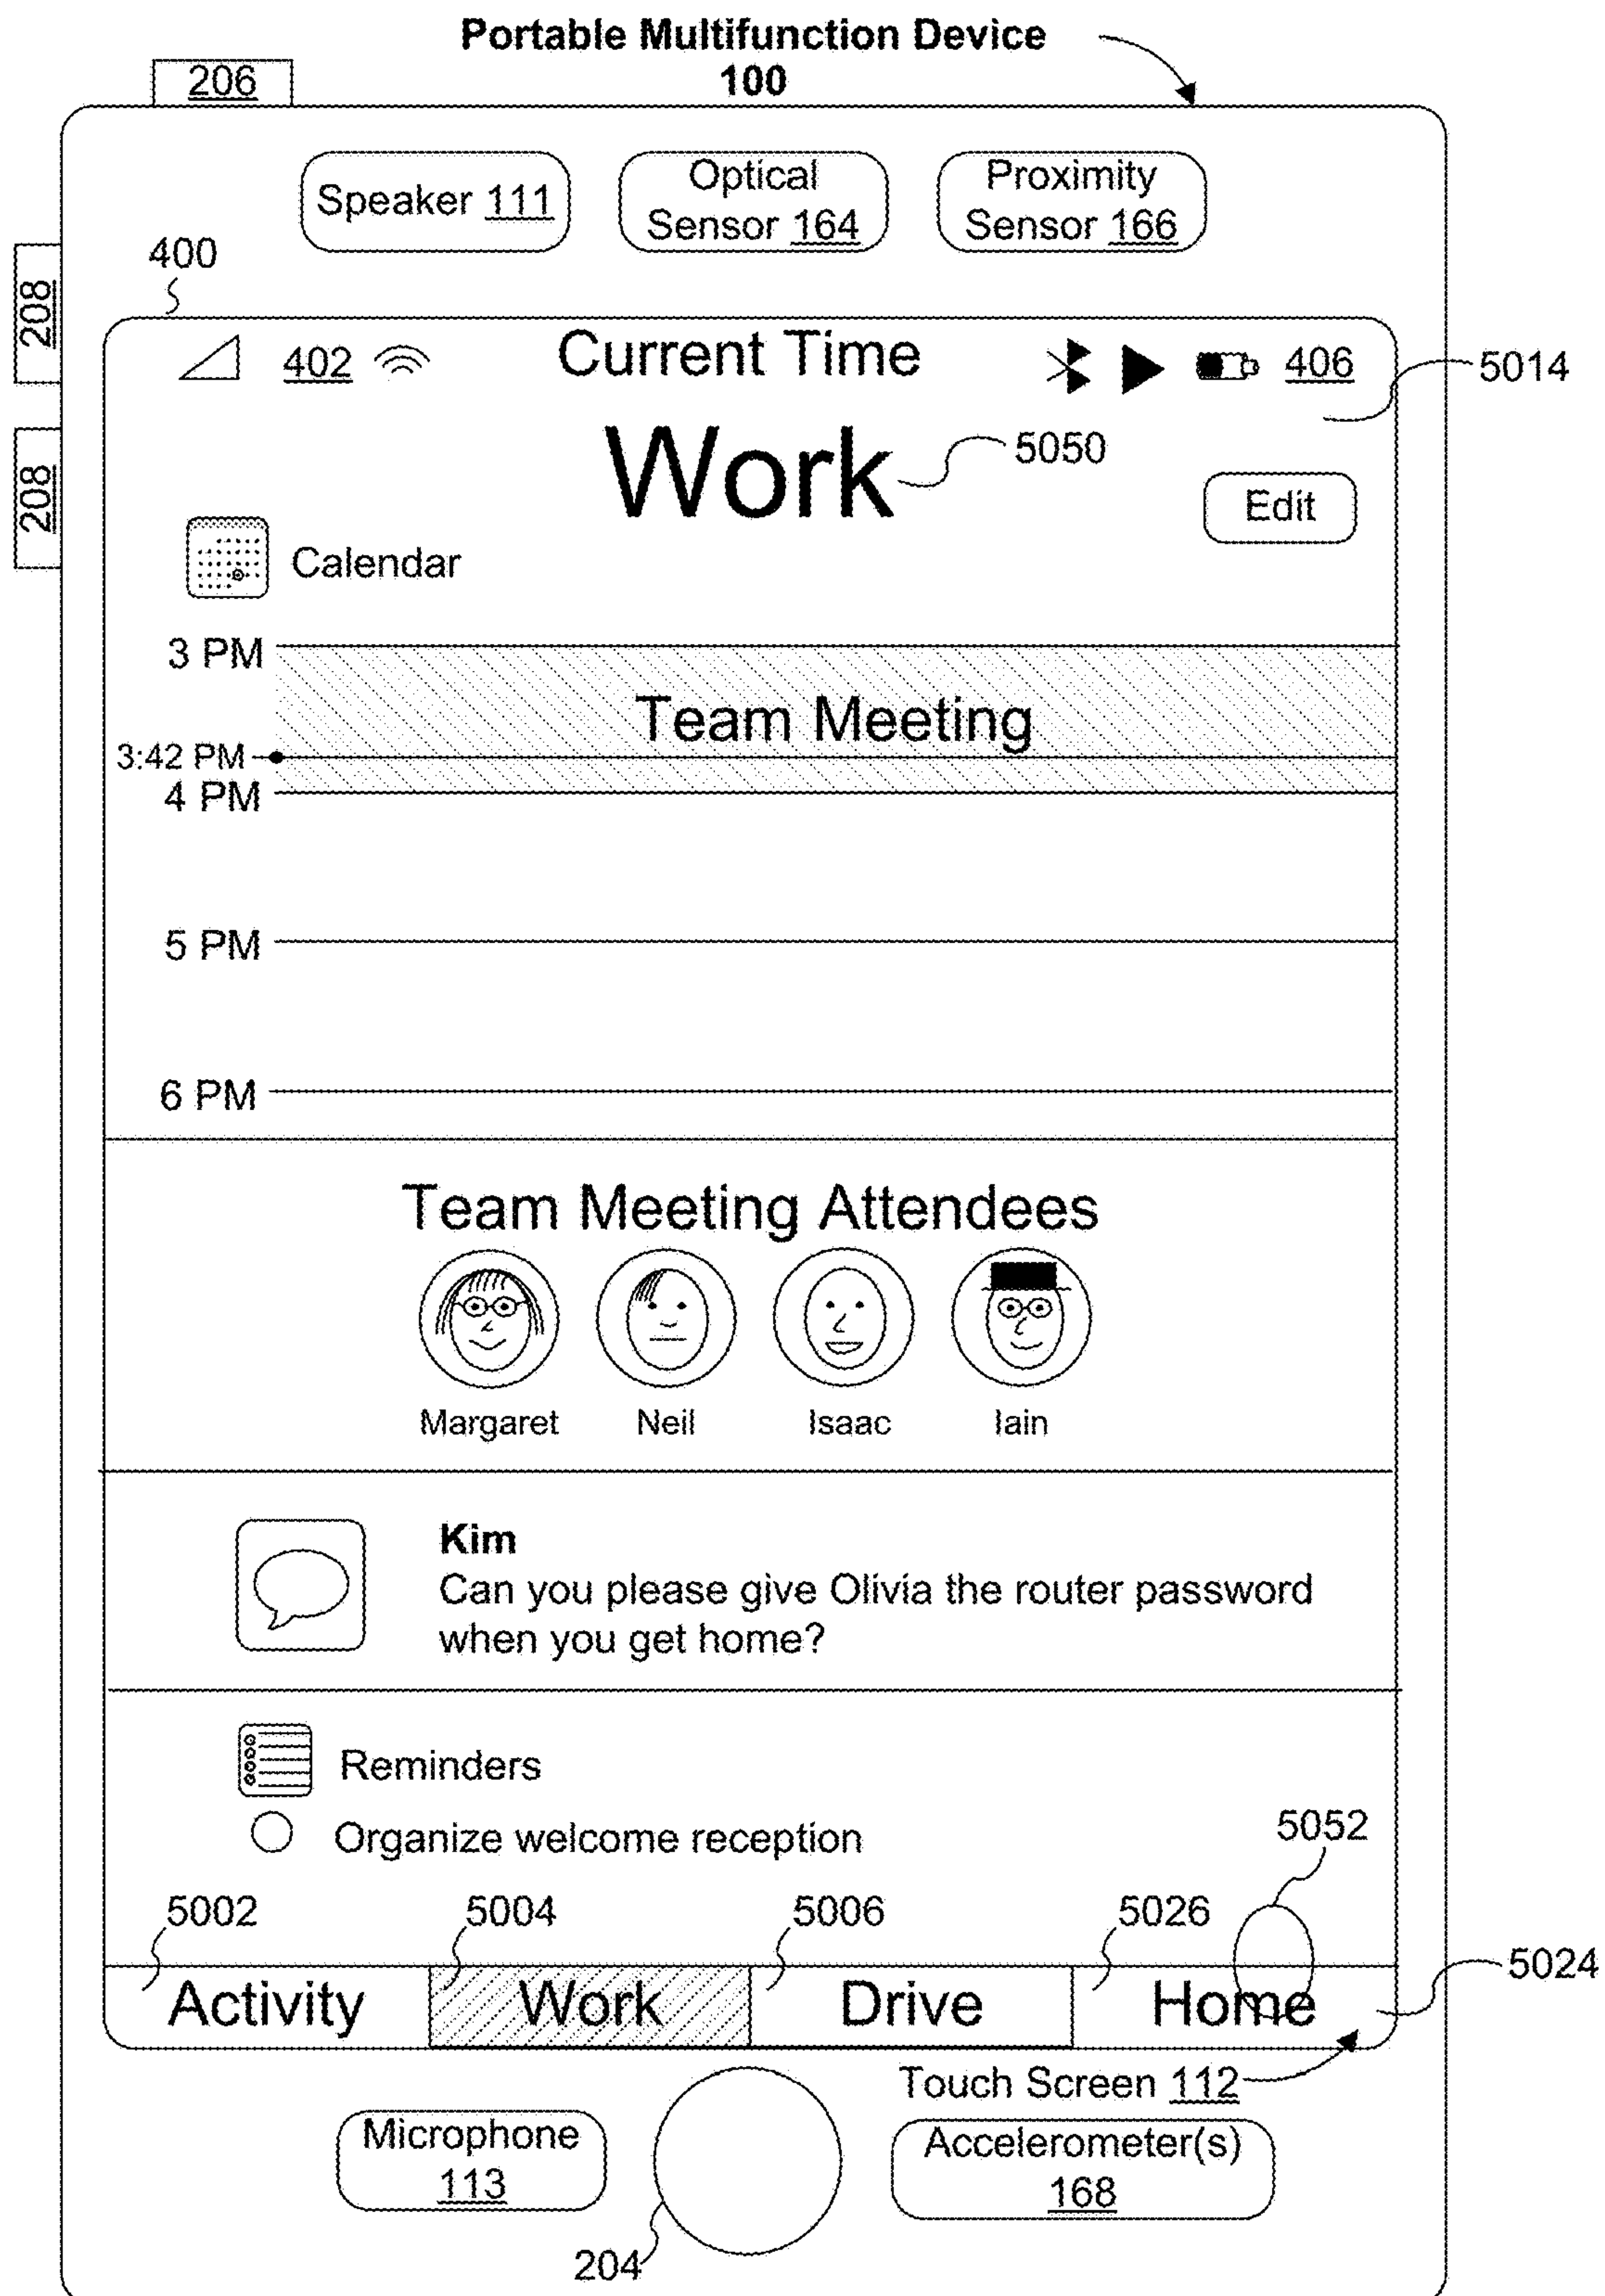 Portable Multifunction Device
100
206
Speaker 111
Optical
Sensor 164
Proximity
Sensor 166
400
208
208
402
Current Time
406
5014
Work
5050
Edit
Calendar
3 PM
Team Meeting
3:42 PM
4 PM
5 PM
6 PM
Team Meeting Attendees
Margaret
Neil
Isaac
Iain
Kim
Can you please give Olivia the router password
when you get home?
Reminders
Organize welcome reception
5052
5002
5004
5006
5026
5024
Activity
Work
Drive
Home
Touch Screen 112
Microphone
113
Accelerometer(s)
168
204